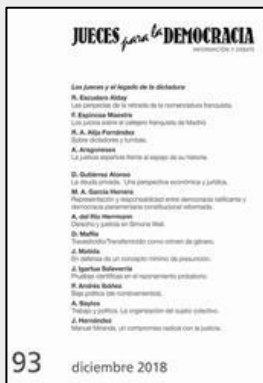 JUECES para la DEMOCRACIA
INFORMACIÓN Y DEBATE
Los jueces y el legado de la dictadura
R. Escudero Alday
Las peripecias de la retirada de la nomenclatura franquista.
F. Espinosa Maestre
Los juicios sobre el callejero franquista de Madrid.
R. A. Alija Fernández
Sobre dictadores y tumbas.
A. Aragoneses
La justicia española frente al espejo de su historia.
D. Gutiérrez Alonso
La deuda privada. Una perspectiva económica y jurídica.
M. A. García Herrera
Representación y responsabilidad entre democracia ratificante y
democracia parlamentaria constitucional reformada.
A. del Río Herrmann
Derecho y justicia en Simone Weil.
D. Maffía
Travesticidio/Transfemicidio como crimen de género.
J. Matida
En defensa de un concepto mínimo de presunción.
J. Igartua Salaverría
Pruebas científicas en el razonamiento probatorio.
P. Andrés Ibáñez
Baja política (de nombramientos).
A. Baylos
Trabajo y política. La organización del sujeto colectivo.
J. Hernández
Manuel Miranda, un compromiso radical con la justicia.
93 diciembre 2018